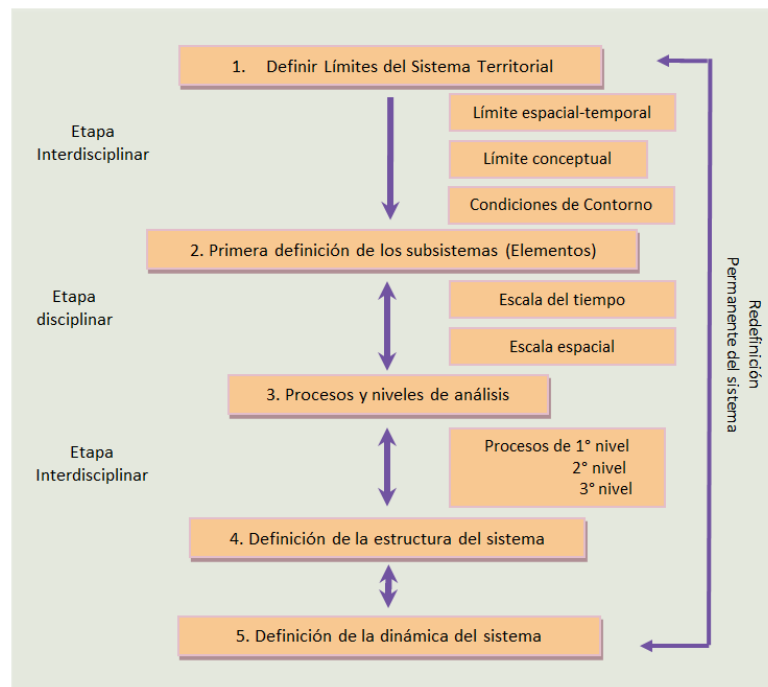 1. Definir Límites del Sistema Territorial
Etapa
Interdisciplinar
Límite espacial-temporal
Límite conceptual
Condiciones de Contorno
2. Primera definición de los subsistemas (Elementos)
Etapa
disciplinar
Escala del tiempo
Escala espacial
3. Procesos y niveles de análisis
Etapa
Interdisciplinar
Procesos de 1° nivel
2° nivel
3° nivel
4. Definición de la estructura del sistema
5. Definición de la dinámica del sistema
Redefinición
Permanente del sistema